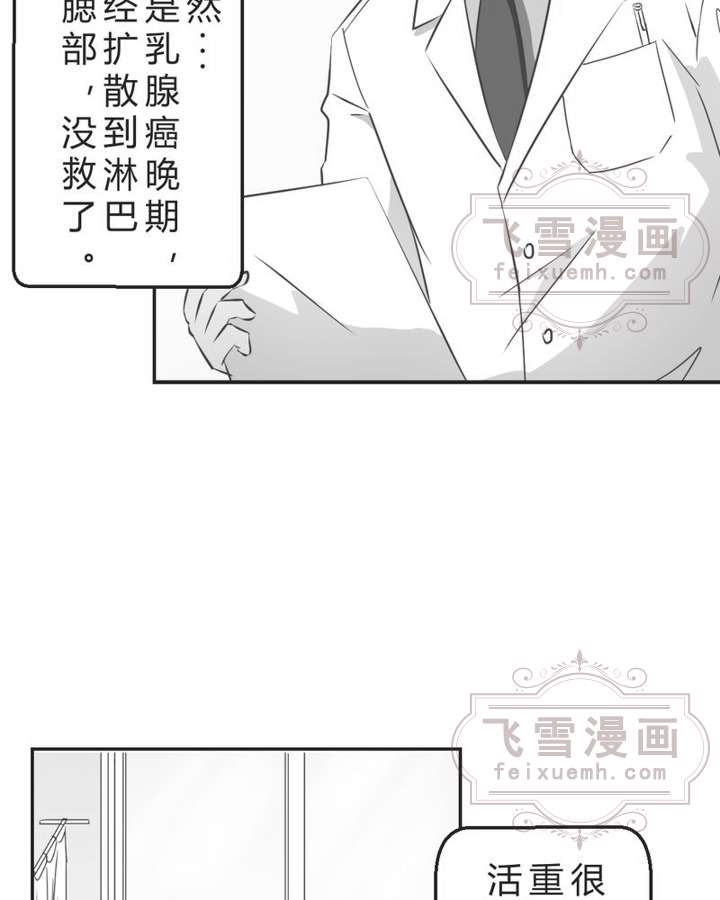 然…
是乳腺癌晚期，
经扩散到淋巴
腮部，没救了。
飞雪漫画
feixuemh.com
飞雪漫画
feixuemh.com
很
重
活